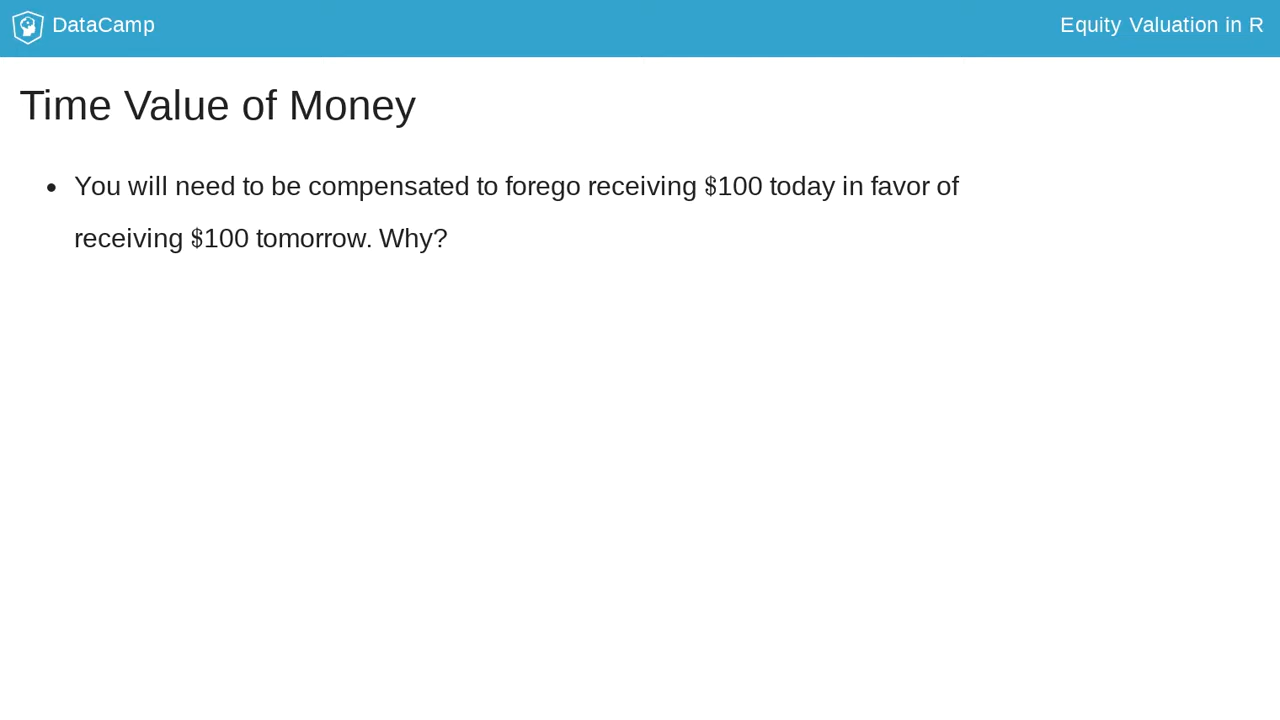 DataCamp
Equity Valuation in R
Time Value of Money
You will need to be compensated to forego receiving $100 today in favor of
receiving $100 tomorrow. Why?